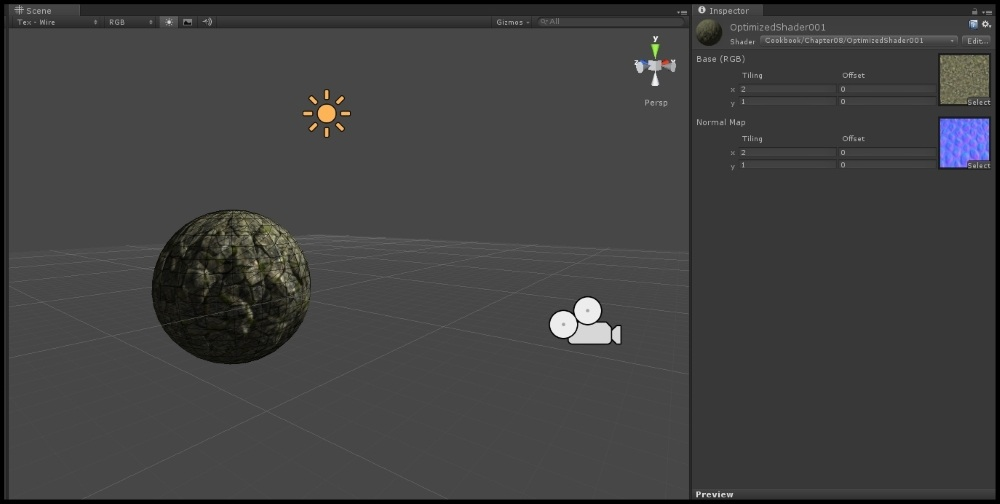 Scene
Tex - Wire RGB Gizmos All
y
x
Persp
Inspector
OptimizedShader001
Shader Cookbook/Chapter08/OptimizedShader001 Edit...
Base (RGB)
Tiling Offset
x 2 0
y 1 0
Select
Normal Map
Tiling Offset
x 2 0
y 1 0
Select
Preview